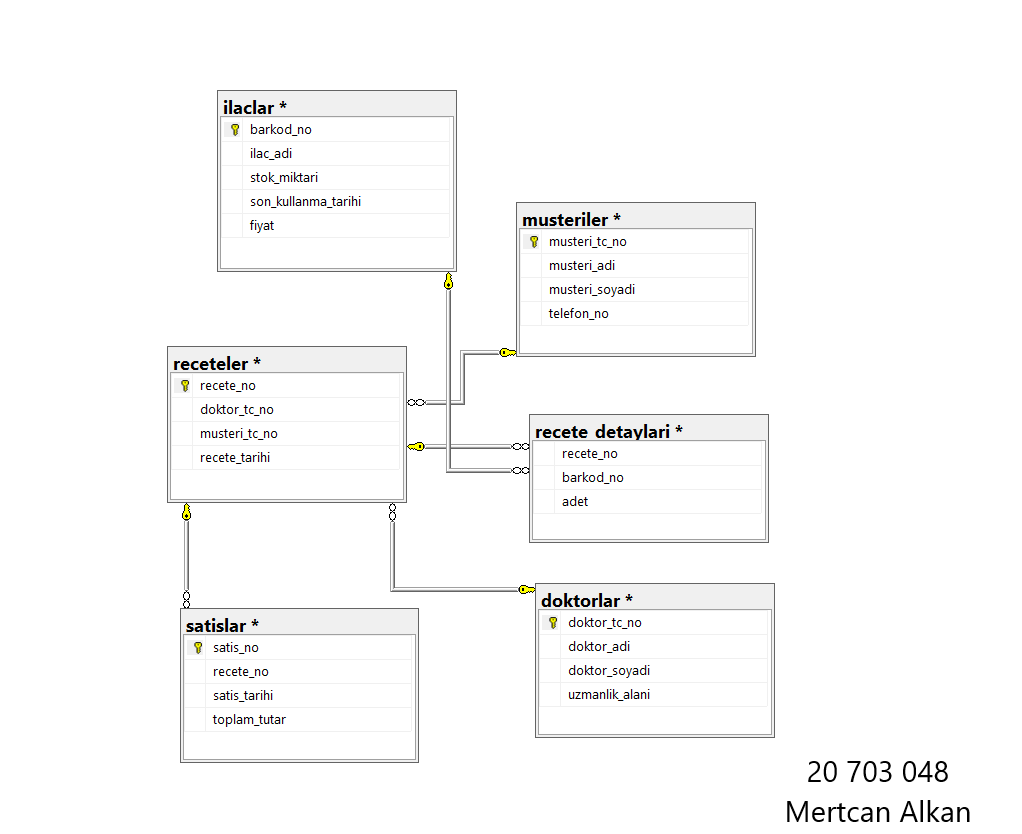 ilaclar *
barkod_no
ilac_adi
stok_miktari
son_kullanma_tarihi
fiyat
musteriler *
musteri_tc_no
musteri_adi
musteri_soyadi
telefon_no
receteler *
recete_no
doktor_tc_no
musteri_tc_no
recete_tarihi
recete_detaylari *
recete_no
barkod_no
adet
satislar *
satis_no
recete_no
satis_tarihi
toplam_tutar
doktorlar *
doktor_tc_no
doktor_adi
doktor_soyadi
uzmanlik_alani
20 703 048
Mertcan Alkan